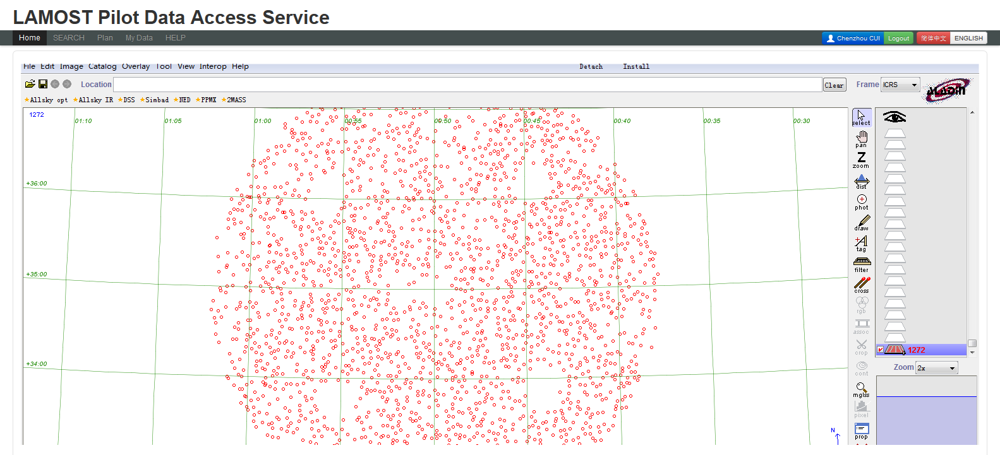 LAMOST Pilot Data Access Service
Home SEARCH Plan My Data HELP Chenzhou CUI Logout 简体中文 ENGLISH
File Edit Image Catalog Overlay Tool View Interop Help Detach Install
Location Clear Frame ICRS ALADIN
Allsky opt Allsky IR DSS Simbad NED PPMX 2MASS
1272
01:10 01:05 01:00 00:55 00:50 00:45 00:40 00:35 00:30
+36:00
+35:00
+34:00
N
select
pan
Z
zoom
dist
phot
draw
+A
tag
filter
cross
rgb
assoc
crop
cont
mglss
pixel
prop
1272
Zoom 2x